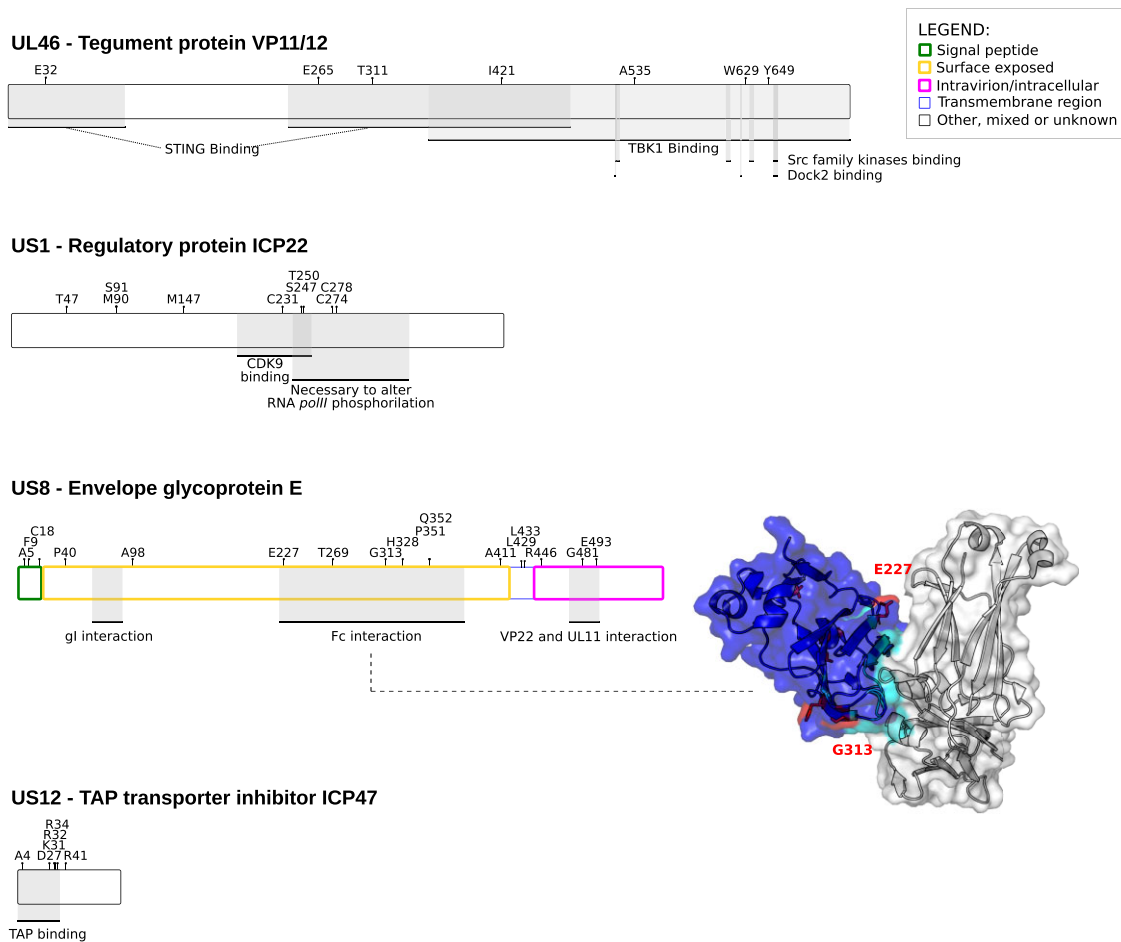 LEGEND:
Signal peptide
Surface exposed
Intravirion/intracellular
Transmembrane region
Other, mixed or unknown
UL46 - Tegument protein VP11/12
E32 E265 T311 I421 A535 W629 Y649
STING Binding
TBK1 Binding
Src family kinases binding
Dock2 binding
US1 - Regulatory protein ICP22
T250
S91 S247 C278
T47 M90 M147 C231 C274
CDK9
binding
Necessary to alter
RNA polII phosphorilation
US8 - Envelope glycoprotein E
Q352
C18 P351 L433
F9 H328 L429 E493
A5 P40 A98 E227 T269 G313 A411 R446 G481
gI interaction
Fc interaction
VP22 and UL11 interaction
E227
G313
US12 - TAP transporter inhibitor ICP47
R34
R32
K31
A4 D27 R41
TAP binding